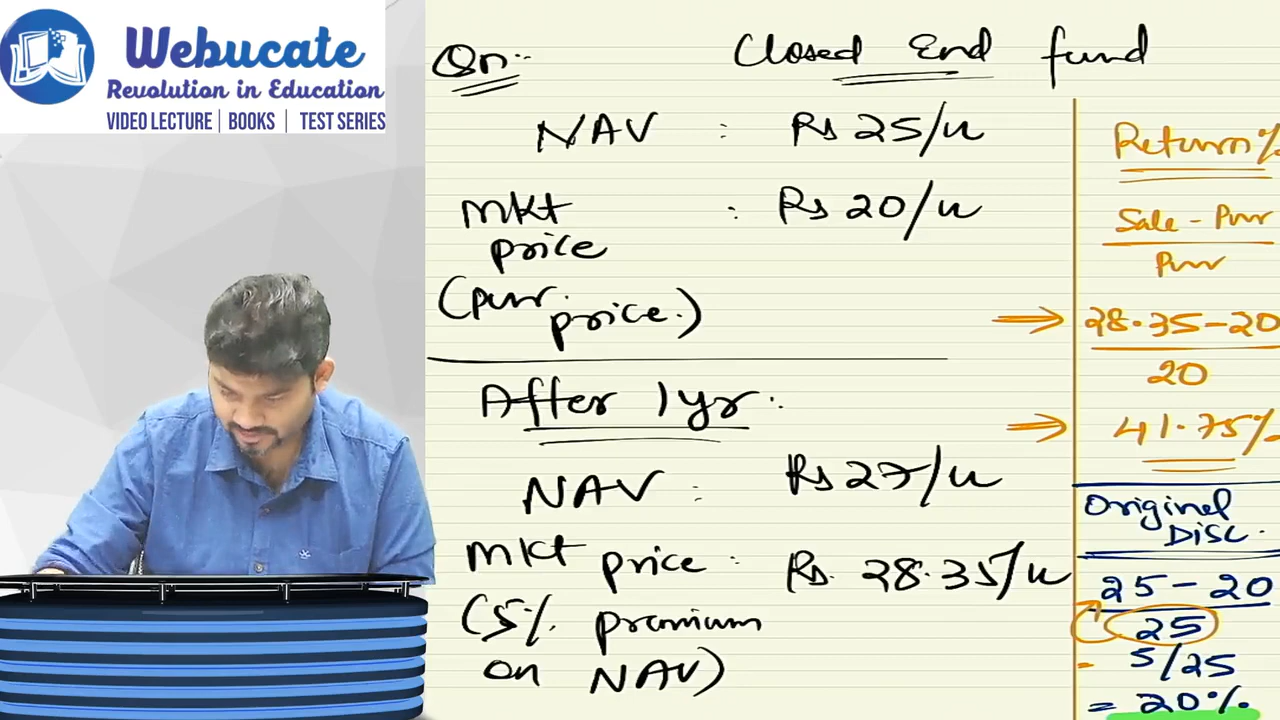 Webucate
Revolution in Education
VIDEO LECTURE | BOOKS | TEST SERIES
Qn:-
Closed End fund
NAV : Rs 25/u
Mkt price : Rs 20/u
(pur. price.)
After 1yr.
NAV : Rs 27/u
Mkt price : Rs. 28.35/u
(5% premium
on NAV)
Return%
Sale - Pur
Pur
→ 28.35-20
20
→ 41.75%
Original
Disc.
25-20
25
= 5/25
= 20%